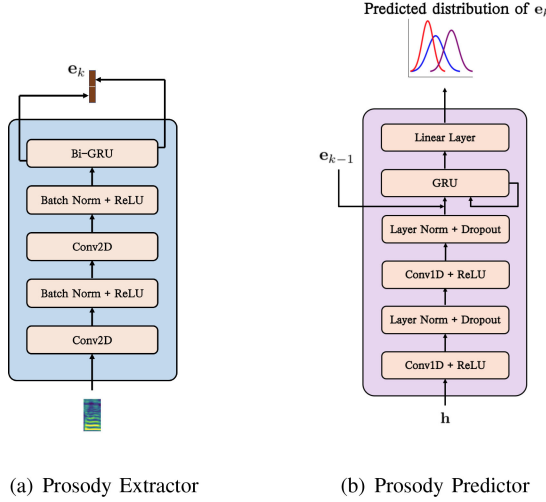 e_k
Bi-GRU
Batch Norm + ReLU
Conv2D
Batch Norm + ReLU
Conv2D
(a) Prosody Extractor
Predicted distribution of e_k
Linear Layer
e_{k-1}
GRU
Layer Norm + Dropout
Conv1D + ReLU
Layer Norm + Dropout
Conv1D + ReLU
h
(b) Prosody Predictor